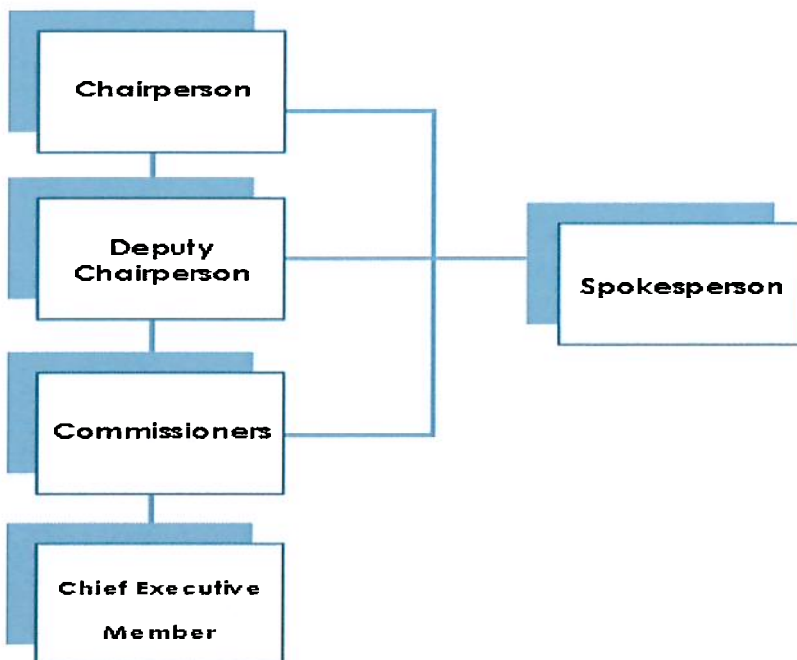 Chairperson
Deputy
Chairperson
Spokesperson
Commissioners
Chief Executive
Member